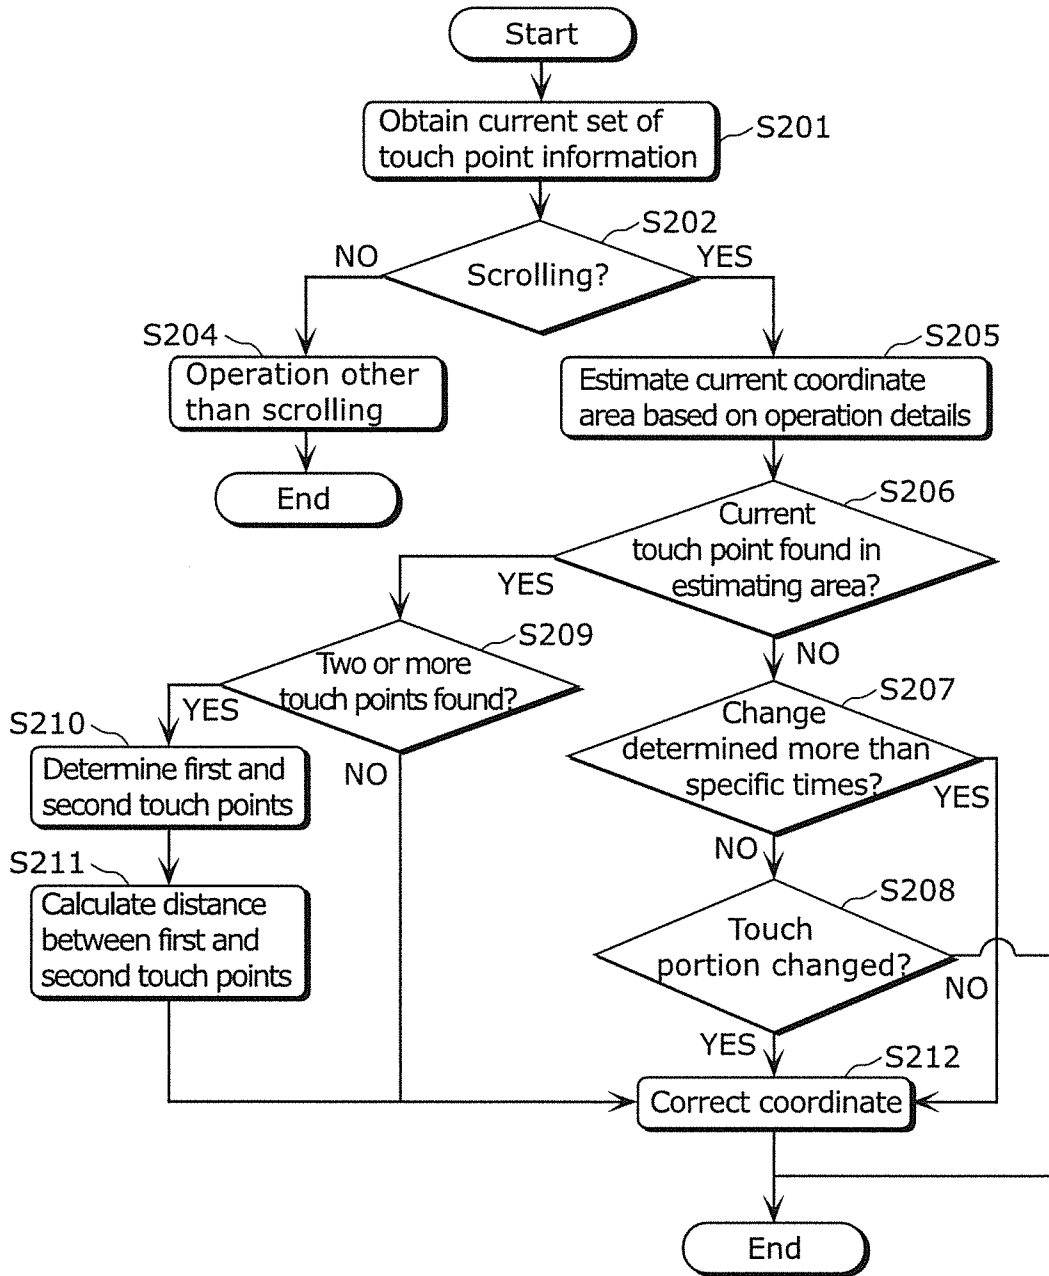 Start
Obtain current set of
touch point information
S201
S202
NO
Scrolling?
YES
S204
Operation other
than scrolling
End
S205
Estimate current coordinate
area based on operation details
S206
Current
touch point found in
estimating area?
YES
NO
S209
Two or more
touch points found?
YES
NO
S210
Determine first and
second touch points
S211
Calculate distance
between first and
second touch points
S207
Change
determined more than
specific times?
YES
NO
S208
Touch
portion changed?
NO
YES
S212
Correct coordinate
End